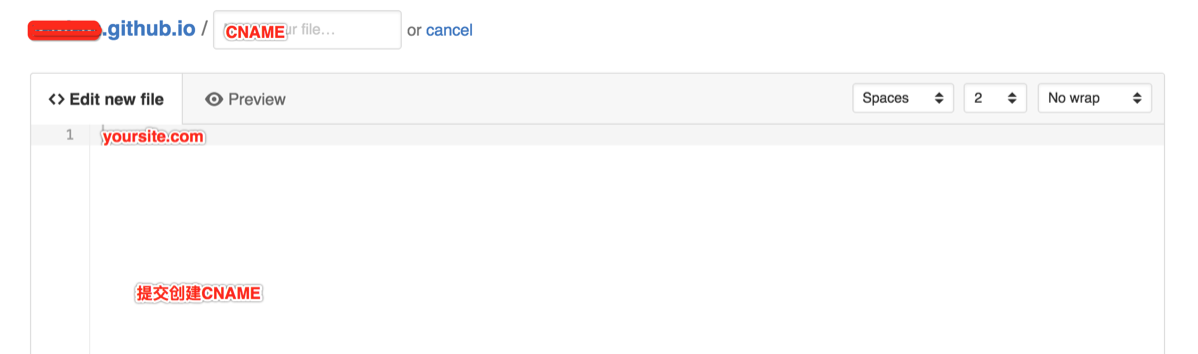 .github.io / CNAME ur file... or cancel
Edit new file Preview Spaces 2 No wrap
1 yoursite.com
提交创建CNAME